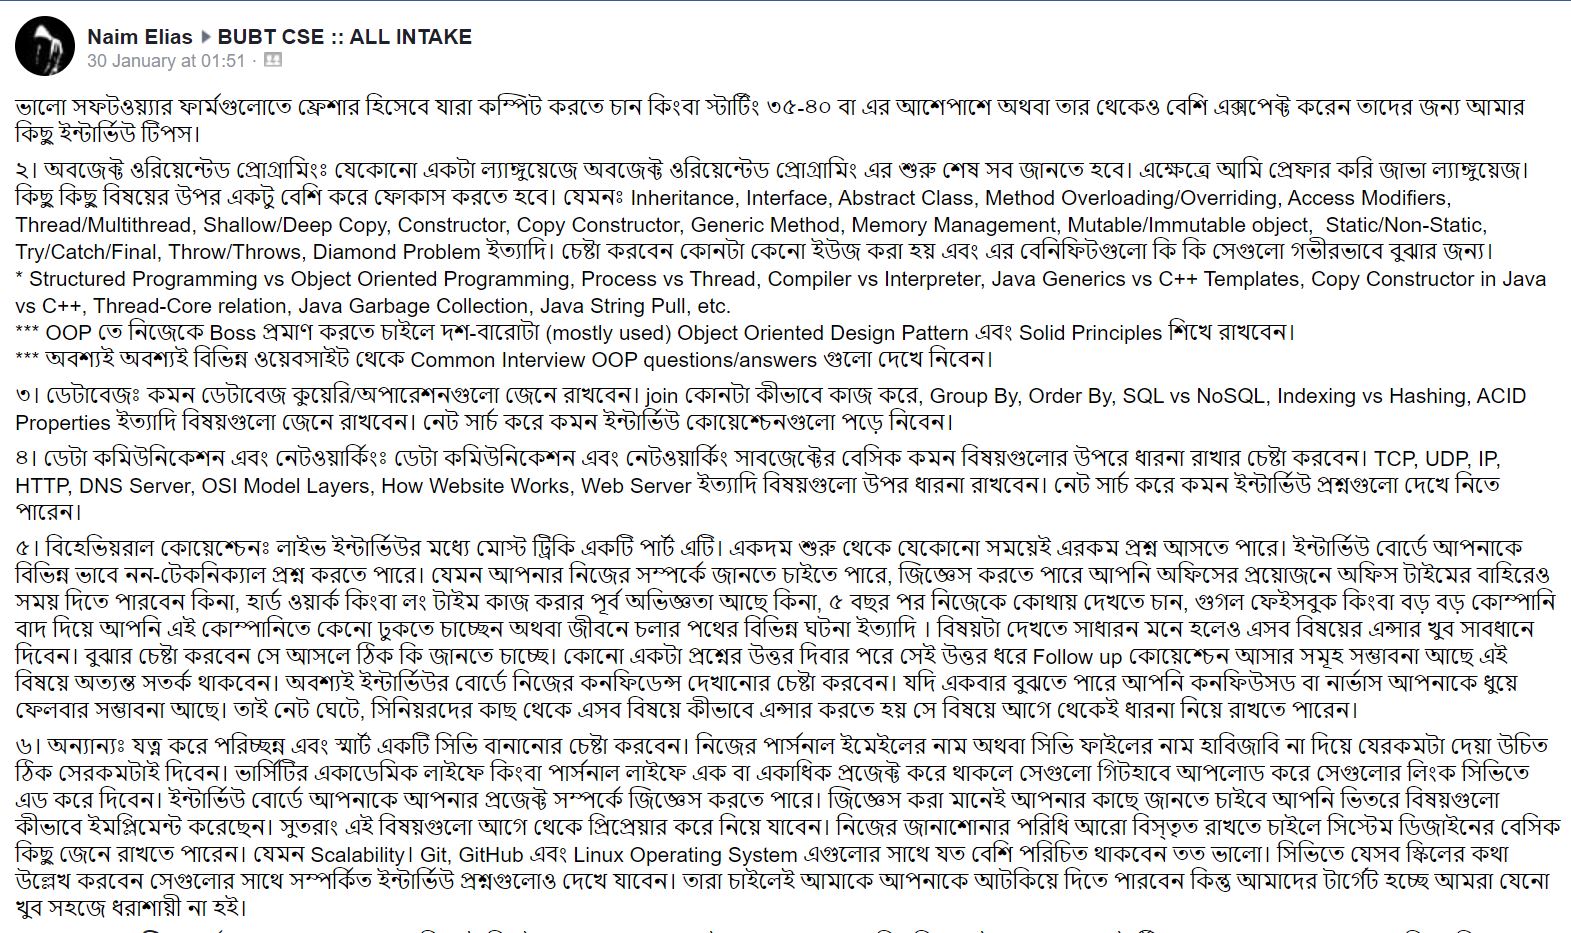 Naim Elias ▸ BUBT CSE :: ALL INTAKE
30 January at 01:51 ·
ভালো সফটওয়্যার ফার্মগুলোতে ফ্রেশার হিসেবে যারা কম্পিট করতে চান কিংবা স্টার্টিং ৩৫-৪০ বা এর আশেপাশে অথবা তার থেকেও বেশি এক্সপেক্ট করেন তাদের জন্য আমার
কিছু ইন্টার্ভিউ টিপস।
২। অবজেক্ট ওরিয়েন্টেড প্রোগ্রামিংঃ যেকোনো একটা ল্যাঙ্গুয়েজে অবজেক্ট ওরিয়েন্টেড প্রোগ্রামিং এর শুরু শেষ সব জানতে হবে। এক্ষেত্রে আমি প্রেফার করি জাভা ল্যাঙ্গুয়েজ।
কিছু কিছু বিষয়ের উপর একটু বেশি করে ফোকাস করতে হবে। যেমনঃ Inheritance, Interface, Abstract Class, Method Overloading/Overriding, Access Modifiers,
Thread/Multithread, Shallow/Deep Copy, Constructor, Copy Constructor, Generic Method, Memory Management, Mutable/Immutable object,  Static/Non-Static,
Try/Catch/Final, Throw/Throws, Diamond Problem ইত্যাদি। চেষ্টা করবেন কোনটা কেনো ইউজ করা হয় এবং এর বেনিফিটগুলো কি কি সেগুলো গভীরভাবে বুঝার জন্য।
* Structured Programming vs Object Oriented Programming, Process vs Thread, Compiler vs Interpreter, Java Generics vs C++ Templates, Copy Constructor in Java
vs C++, Thread-Core relation, Java Garbage Collection, Java String Pull, etc.
*** OOP তে নিজেকে Boss প্রমাণ করতে চাইলে দশ-বারোটা (mostly used) Object Oriented Design Pattern এবং Solid Principles শিখে রাখবেন।
*** অবশ্যই অবশ্যই বিভিন্ন ওয়েবসাইট থেকে Common Interview OOP questions/answers গুলো দেখে নিবেন।
৩। ডেটাবেজঃ কমন ডেটাবেজ কুয়েরি/অপারেশনগুলো জেনে রাখবেন। join কোনটা কীভাবে কাজ করে, Group By, Order By, SQL vs NoSQL, Indexing vs Hashing, ACID
Properties ইত্যাদি বিষয়গুলো জেনে রাখবেন। নেট সার্চ করে কমন ইন্টার্ভিউ কোয়েশ্চেনগুলো পড়ে নিবেন।
৪। ডেটা কমিউনিকেশন এবং নেটওয়ার্কিংঃ ডেটা কমিউনিকেশন এবং নেটওয়ার্কিং সাবজেক্টের বেসিক কমন বিষয়গুলোর উপরে ধারনা রাখার চেষ্টা করবেন। TCP, UDP, IP,
HTTP, DNS Server, OSI Model Layers, How Website Works, Web Server ইত্যাদি বিষয়গুলো উপর ধারনা রাখবেন। নেট সার্চ করে কমন ইন্টার্ভিউ প্রশ্নগুলো দেখে নিতে
পারেন।
৫। বিহেভিয়রাল কোয়েশ্চেনঃ লাইভ ইন্টার্ভিউর মধ্যে মোস্ট ট্রিকি একটি পার্ট এটি। একদম শুরু থেকে যেকোনো সময়েই এরকম প্রশ্ন আসতে পারে। ইন্টার্ভিউ বোর্ডে আপনাকে
বিভিন্ন ভাবে নন-টেকনিক্যাল প্রশ্ন করতে পারে। যেমন আপনার নিজের সম্পর্কে জানতে চাইতে পারে, জিজ্ঞেস করতে পারে আপনি অফিসের প্রয়োজনে অফিস টাইমের বাহিরেও
সময় দিতে পারবেন কিনা, হার্ড ওয়ার্ক কিংবা লং টাইম কাজ করার পূর্ব অভিজ্ঞতা আছে কিনা, ৫ বছর পর নিজেকে কোথায় দেখতে চান, গুগল ফেইসবুক কিংবা বড় বড় কোম্পানি
বাদ দিয়ে আপনি এই কোম্পানিতে কেনো ঢুকতে চাচ্ছেন অথবা জীবনে চলার পথের বিভিন্ন ঘটনা ইত্যাদি । বিষয়টা দেখতে সাধারন মনে হলেও এসব বিষয়ের এন্সার খুব সাবধানে
দিবেন। বুঝার চেষ্টা করবেন সে আসলে ঠিক কি জানতে চাচ্ছে। কোনো একটা প্রশ্নের উত্তর দিবার পরে সেই উত্তর ধরে Follow up কোয়েশ্চেন আসার সমূহ সম্ভাবনা আছে এই
বিষয়ে অত্যন্ত সতর্ক থাকবেন। অবশ্যই ইন্টার্ভিউর বোর্ডে নিজের কনফিডেন্স দেখানোর চেষ্টা করবেন। যদি একবার বুঝতে পারে আপনি কনফিউসড বা নার্ভাস আপনাকে ধুয়ে
ফেলবার সম্ভাবনা আছে। তাই নেট ঘেটে, সিনিয়রদের কাছ থেকে এসব বিষয়ে কীভাবে এন্সার করতে হয় সে বিষয়ে আগে থেকেই ধারনা নিয়ে রাখতে পারেন।
৬। অন্যান্যঃ যত্ন করে পরিচ্ছন্ন এবং স্মার্ট একটি সিভি বানানোর চেষ্টা করবেন। নিজের পার্সনাল ইমেইলের নাম অথবা সিভি ফাইলের নাম হাবিজাবি না দিয়ে যেরকমটা দেয়া উচিত
ঠিক সেরকমটাই দিবেন। ভার্সিটির একাডেমিক লাইফে কিংবা পার্সনাল লাইফে এক বা একাধিক প্রজেক্ট করে থাকলে সেগুলো গিটহাবে আপলোড করে সেগুলোর লিংক সিভিতে
এড করে দিবেন। ইন্টার্ভিউ বোর্ডে আপনাকে আপনার প্রজেক্ট সম্পর্কে জিজ্ঞেস করতে পারে। জিজ্ঞেস করা মানেই আপনার কাছে জানতে চাইবে আপনি ভিতরে বিষয়গুলো
কীভাবে ইমপ্লিমেন্ট করেছেন। সুতরাং এই বিষয়গুলো আগে থেকে প্রিপ্রেয়ার করে নিয়ে যাবেন। নিজের জানাশোনার পরিধি আরো বিস্তৃত রাখতে চাইলে সিস্টেম ডিজাইনের বেসিক
কিছু জেনে রাখতে পারেন। যেমন Scalability। Git, GitHub এবং Linux Operating System এগুলোর সাথে যত বেশি পরিচিত থাকবেন তত ভালো। সিভিতে যেসব স্কিলের কথা
উল্লেখ করবেন সেগুলোর সাথে সম্পর্কিত ইন্টার্ভিউ প্রশ্নগুলোও দেখে যাবেন। তারা চাইলেই আমাকে আপনাকে আটকিয়ে দিতে পারবেন কিন্তু আমাদের টার্গেট হচ্ছে আমরা যেনো
খুব সহজে ধরাশায়ী না হই।